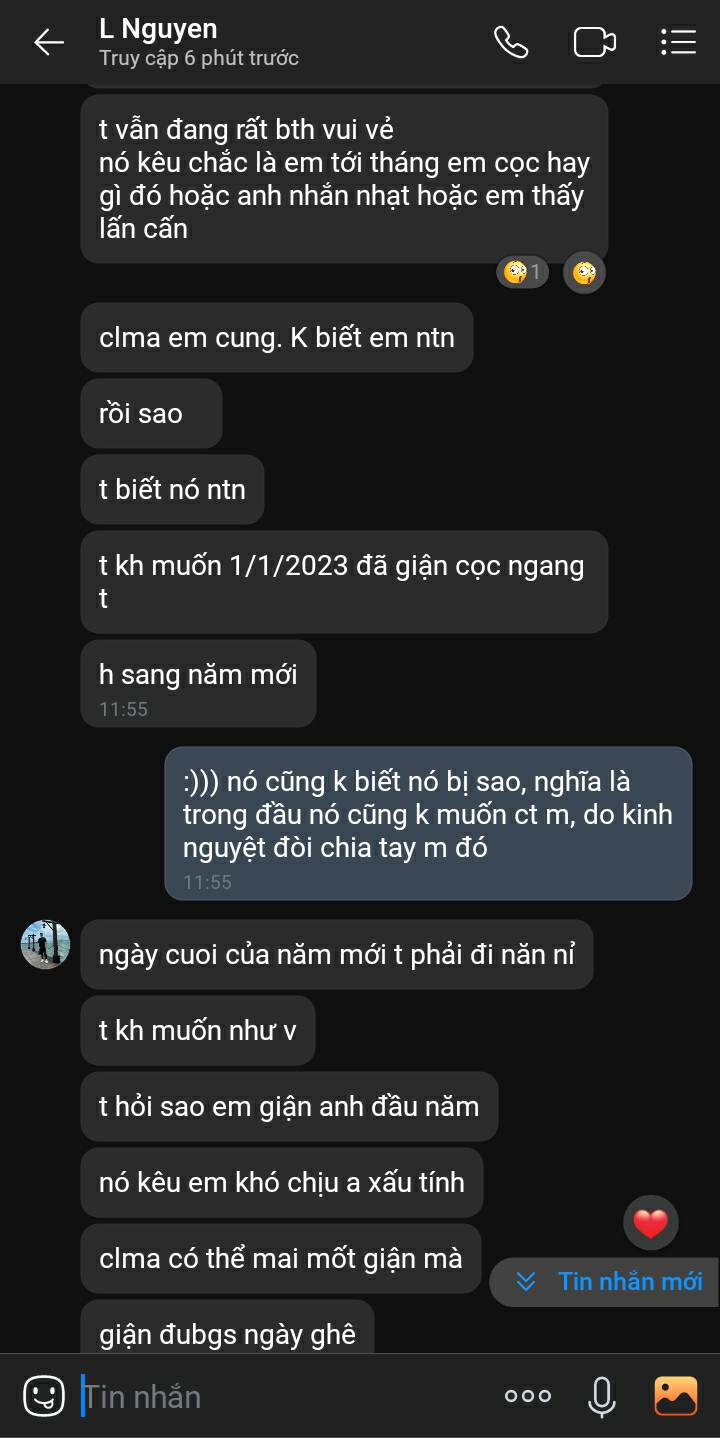 L Nguyen
Truy cập 6 phút trước
t vẫn đang rất bth vui vẻ
nó kêu chắc là em tới tháng em cọc hay
gì đó hoặc anh nhắn nhạt hoặc em thấy
lấn cấn
1
clma em cung. K biết em ntn
rồi sao
t biết nó ntn
t kh muốn 1/1/2023 đã giận cọc ngang
t
h sang năm mới
11:55
:))) nó cũng k biết nó bị sao, nghĩa là
trong đầu nó cũng k muốn ct m, do kinh
nguyệt đòi chia tay m đó
11:55
ngày cuoi của năm mới t phải đi năn nỉ
t kh muốn như v
t hỏi sao em giận anh đầu năm
nó kêu em khó chịu a xấu tính
clma có thể mai mốt giận mà
Tin nhắn mới
giận đubgs ngày ghê
Tin nhắn